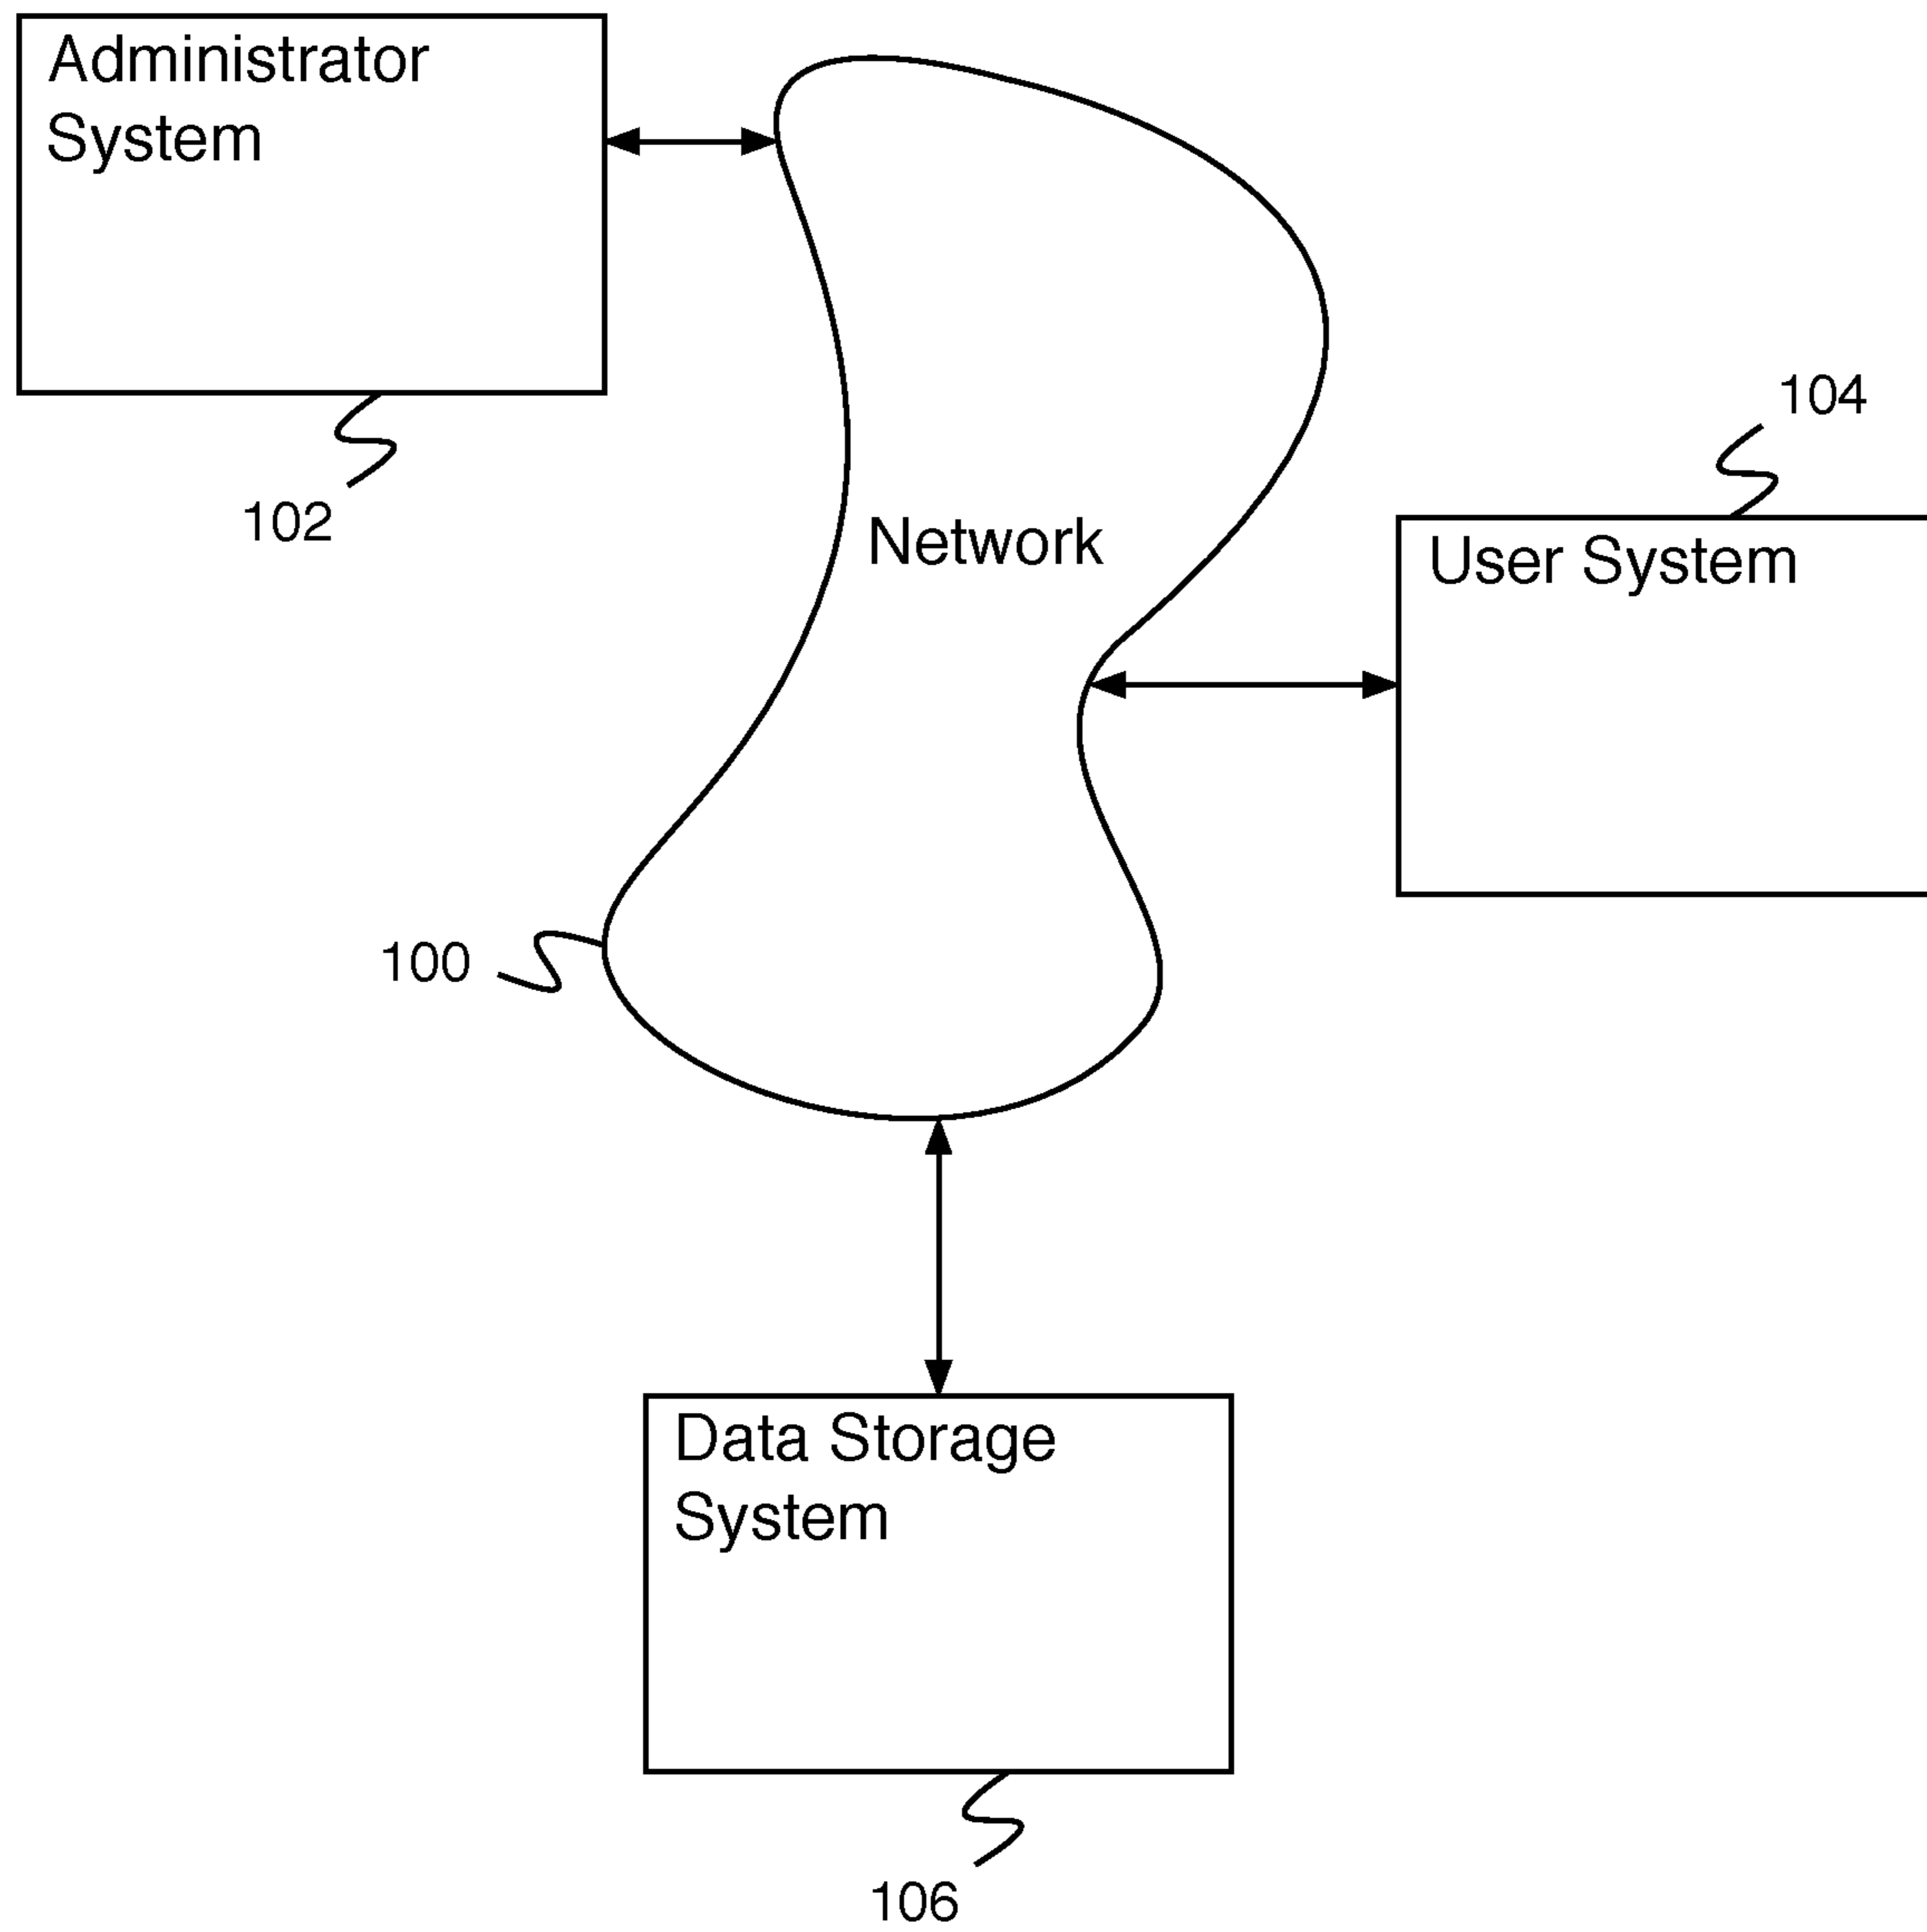 Administrator
System
102
104
Network
User System
100
Data Storage
System
106